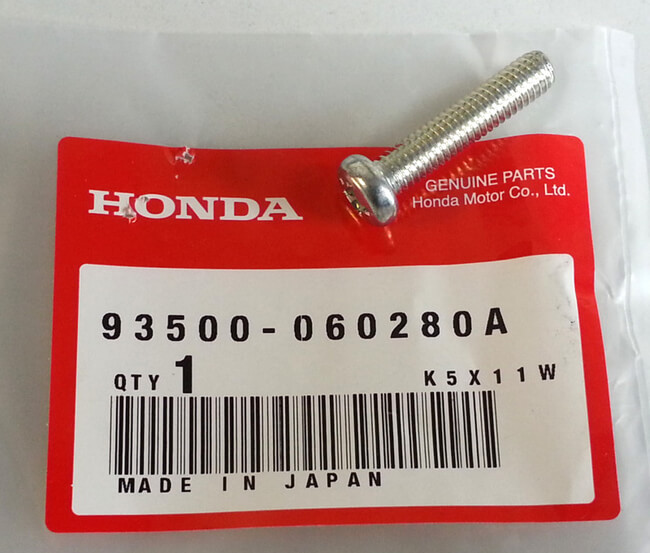 HONDA
GENUINE PARTS
Honda Motor Co., Ltd.
93500-060280A
QTY 1
K5X11W
MADE IN JAPAN